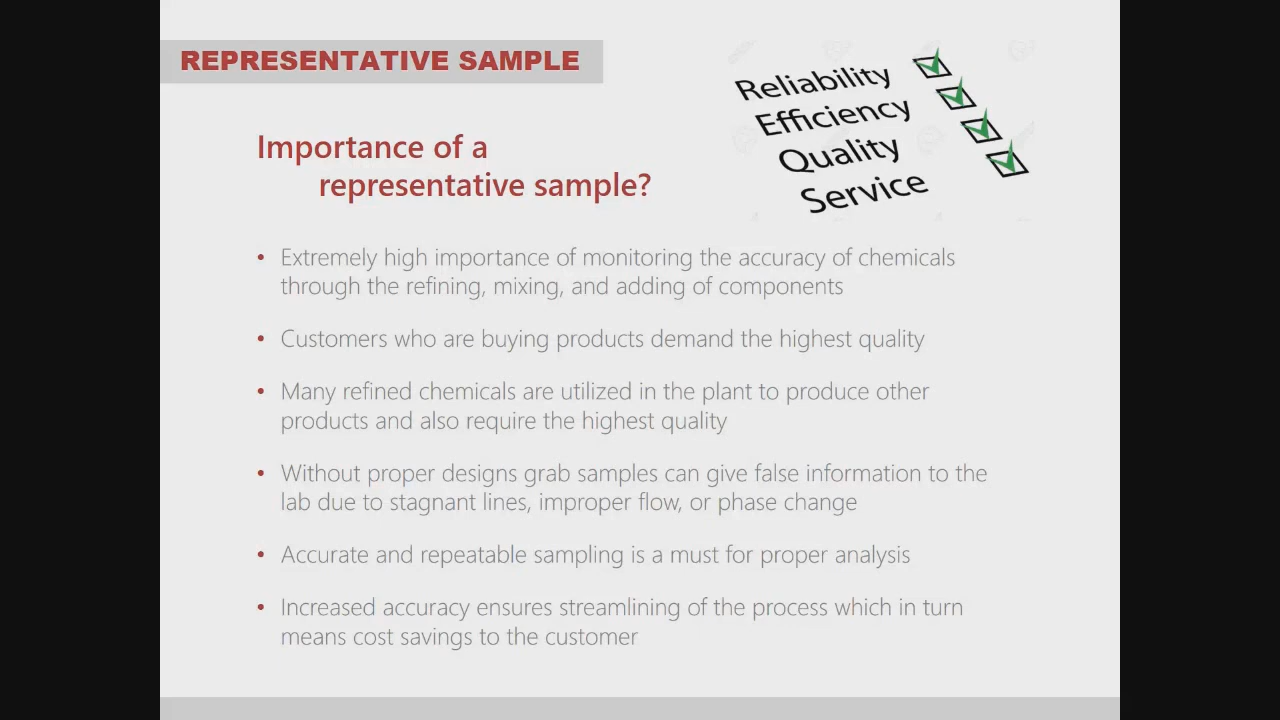 REPRESENTATIVE SAMPLE
Reliability
Efficiency
Quality
Service
Importance of a
representative sample?
• Extremely high importance of monitoring the accuracy of chemicals
through the refining, mixing, and adding of components
• Customers who are buying products demand the highest quality
• Many refined chemicals are utilized in the plant to produce other
products and also require the highest quality
• Without proper designs grab samples can give false information to the
lab due to stagnant lines, improper flow, or phase change
• Accurate and repeatable sampling is a must for proper analysis
• Increased accuracy ensures streamlining of the process which in turn
means cost savings to the customer